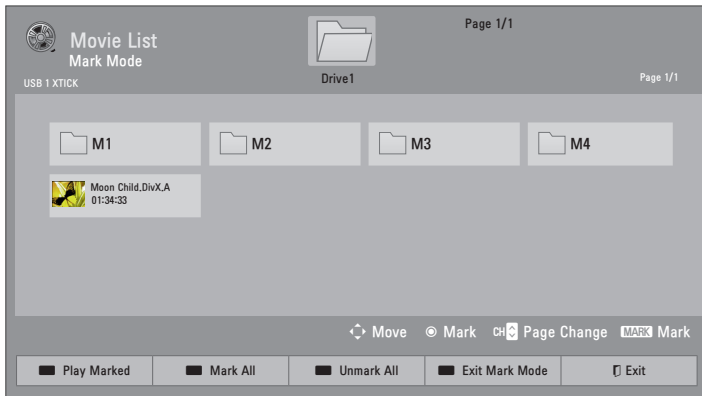 Movie List
Mark Mode
USB 1 XTICK
Drive1
Page 1/1
Page 1/1
M1
M2
M3
M4
Moon Child,DivX,A
01:34:33
Move
Mark
CH Page Change
MARK Mark
Play Marked
Mark All
Unmark All
Exit Mark Mode
Exit